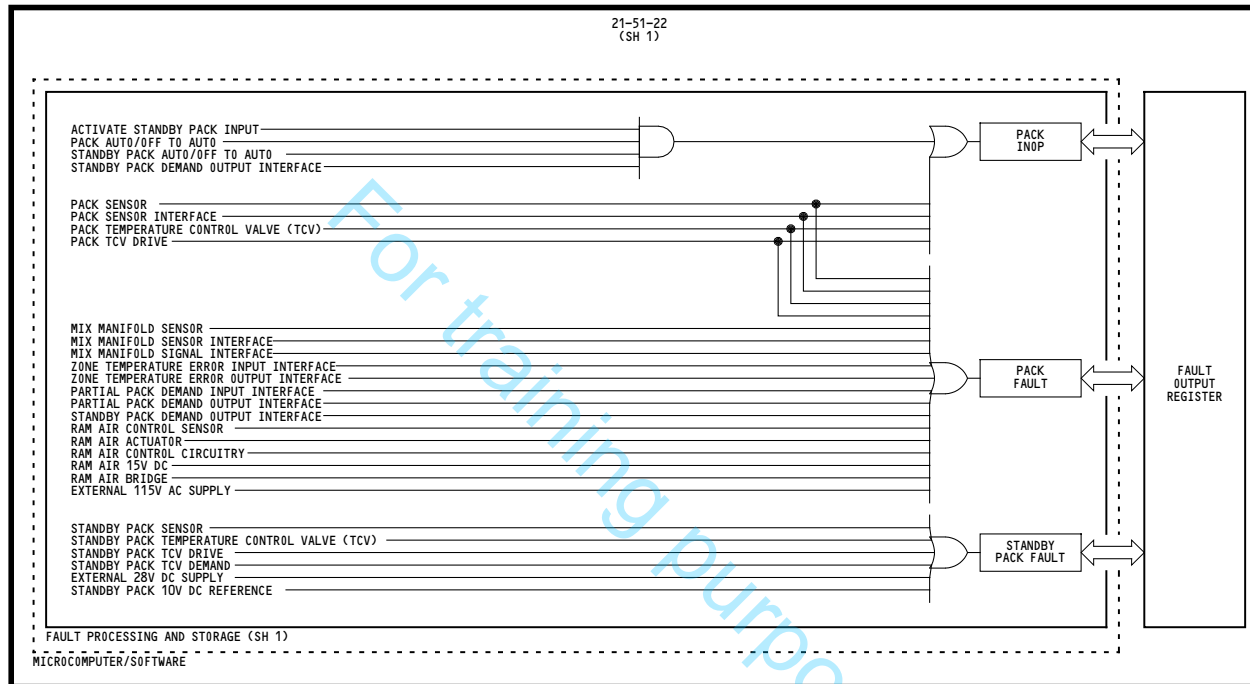 21-51-22
(SH 1)
ACTIVATE STANDBY PACK INPUT
PACK AUTO/OFF TO AUTO
STANDBY PACK AUTO/OFF TO AUTO
STANDBY PACK DEMAND OUTPUT INTERFACE
PACK
INOP
PACK SENSOR
PACK SENSOR INTERFACE
PACK TEMPERATURE CONTROL VALVE (TCV)
PACK TCV DRIVE
MIX MANIFOLD SENSOR
MIX MANIFOLD SENSOR INTERFACE
MIX MANIFOLD SIGNAL INTERFACE
ZONE TEMPERATURE ERROR INPUT INTERFACE
ZONE TEMPERATURE ERROR OUTPUT INTERFACE
PARTIAL PACK DEMAND INPUT INTERFACE
PARTIAL PACK DEMAND OUTPUT INTERFACE
STANDBY PACK DEMAND OUTPUT INTERFACE
RAM AIR CONTROL SENSOR
RAM AIR ACTUATOR
RAM AIR CONTROL CIRCUITRY
RAM AIR 15V DC
RAM AIR BRIDGE
EXTERNAL 115V AC SUPPLY
PACK
FAULT
FAULT
OUTPUT
REGISTER
STANDBY PACK SENSOR
STANDBY PACK TEMPERATURE CONTROL VALVE (TCV)
STANDBY PACK TCV DRIVE
STANDBY PACK TCV DEMAND
EXTERNAL 28V DC SUPPLY
STANDBY PACK 10V DC REFERENCE
STANDBY
PACK FAULT
FAULT PROCESSING AND STORAGE (SH 1)
MICROCOMPUTER/SOFTWARE
For training purpo